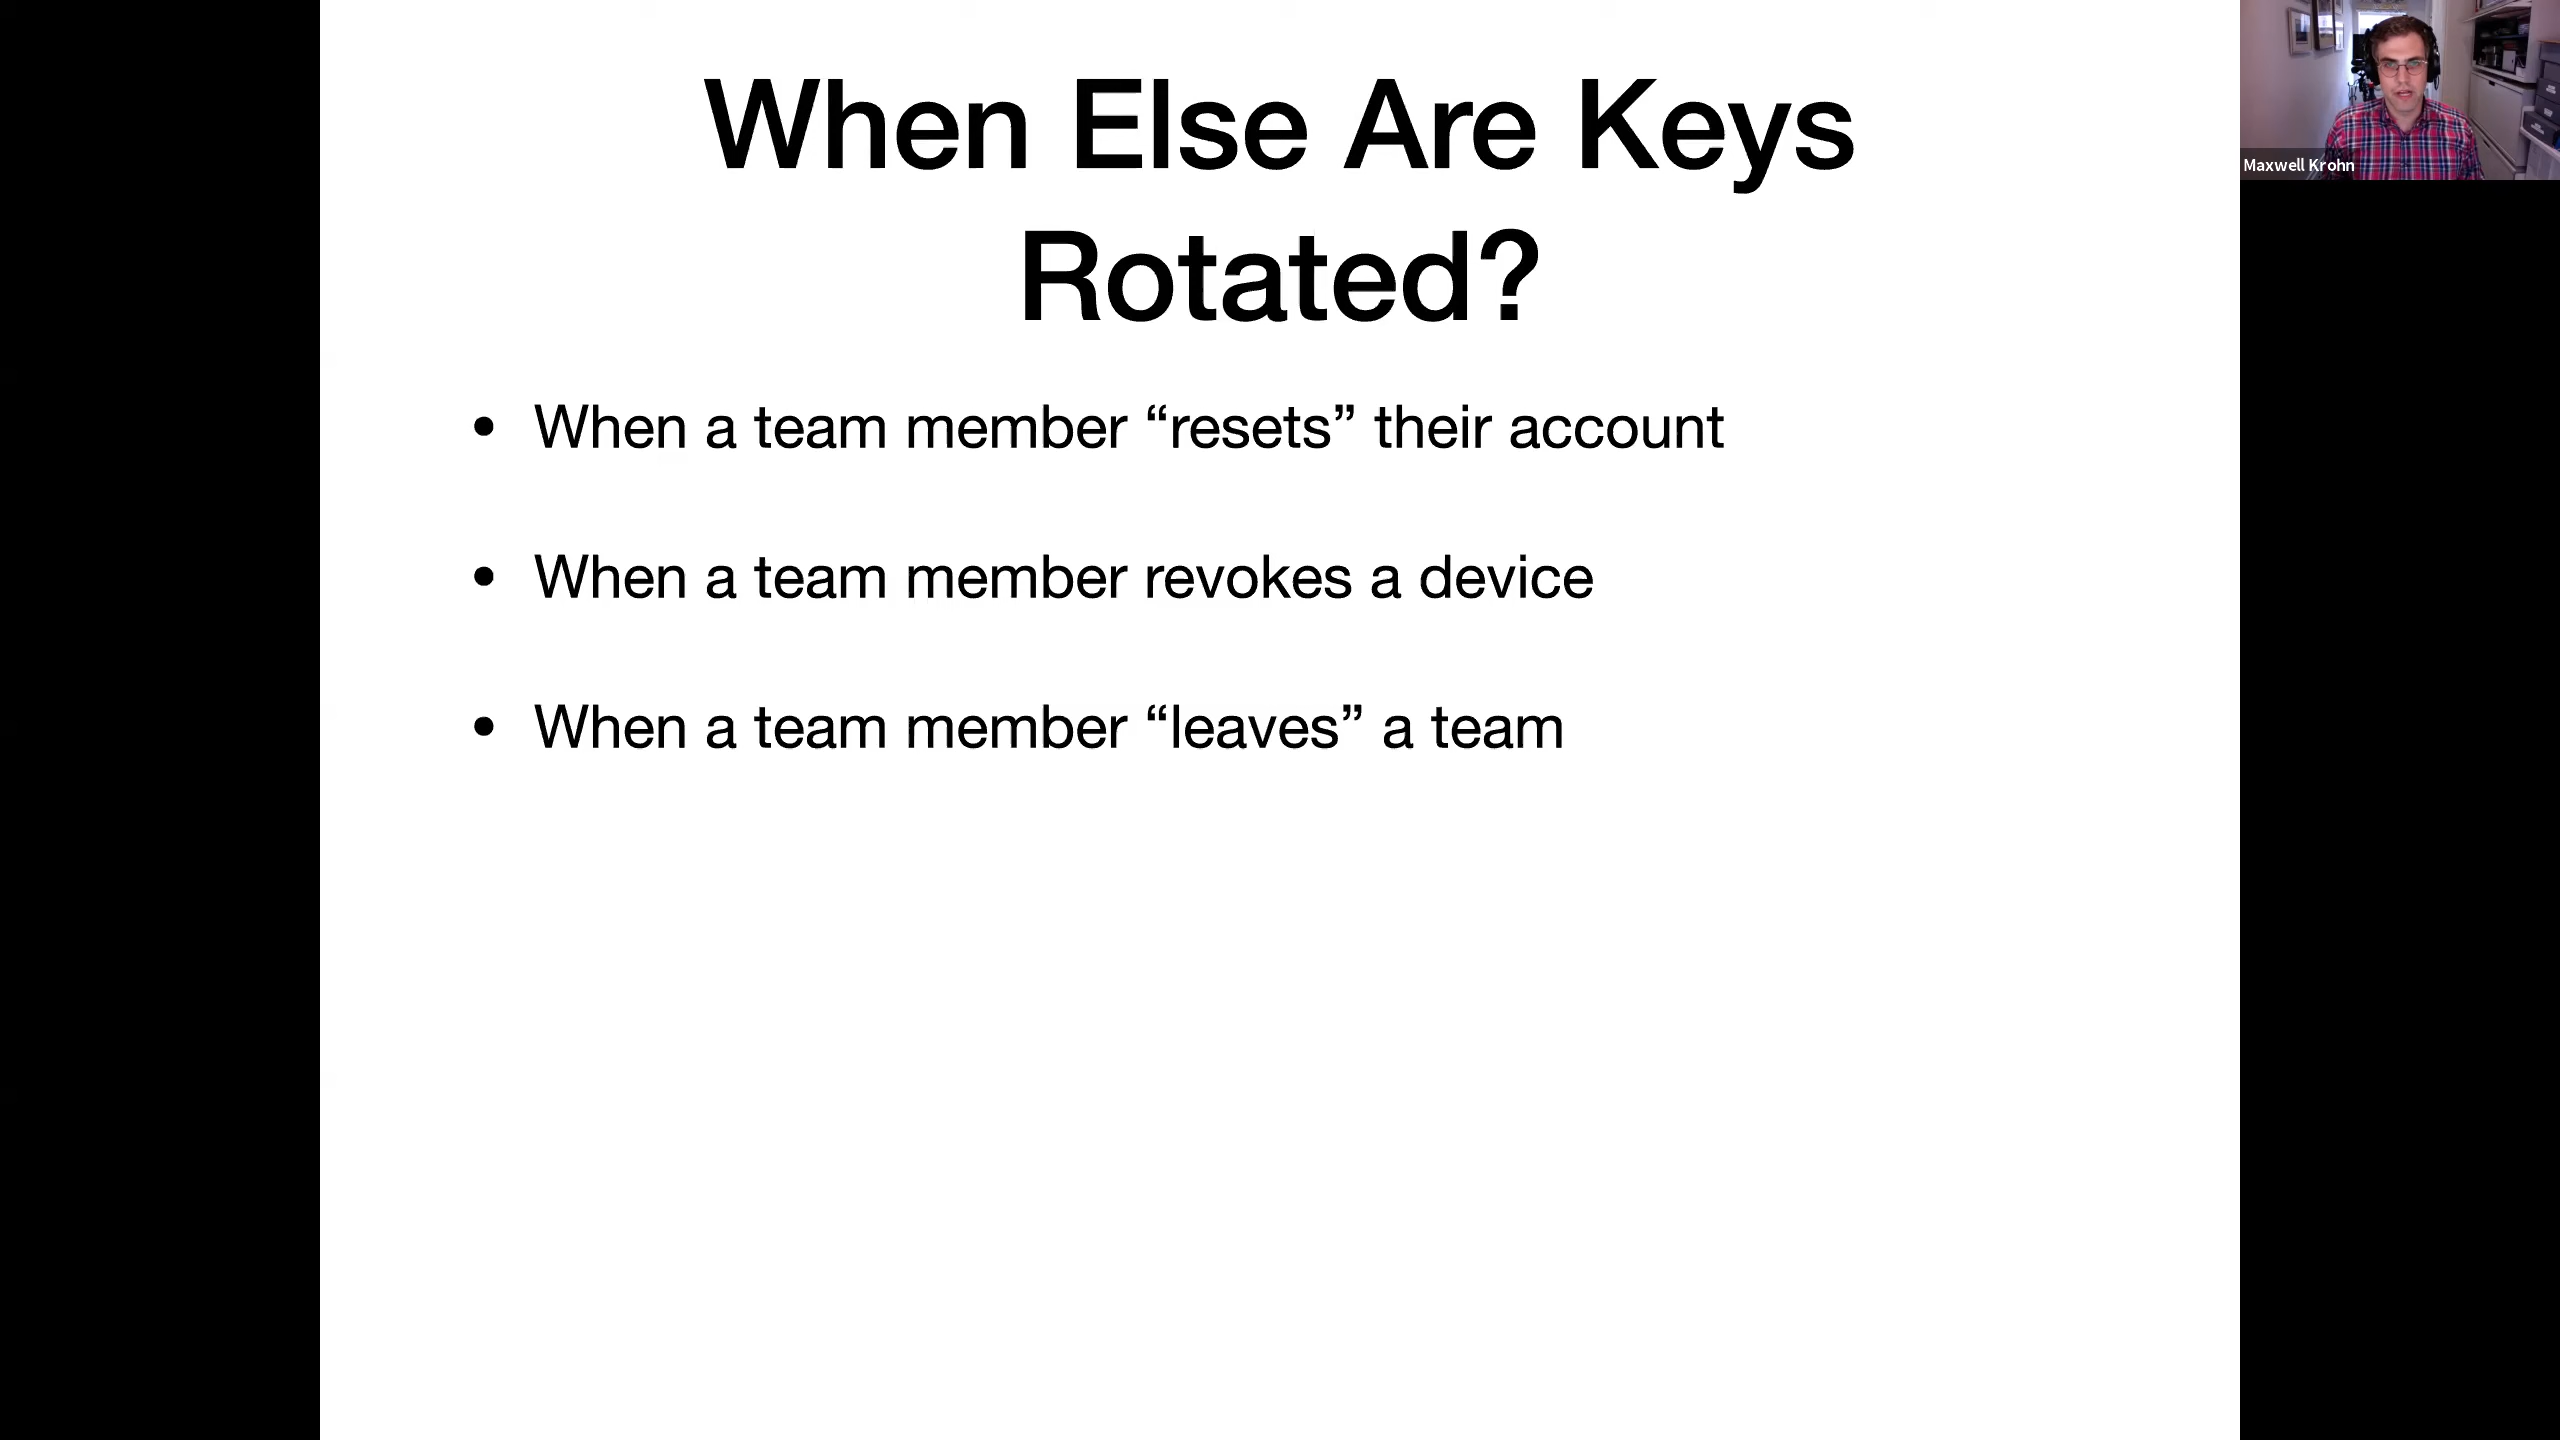 When Else Are Keys
Rotated?
• When a team member “resets” their account
• When a team member revokes a device
• When a team member “leaves” a team
Maxwell Krohn